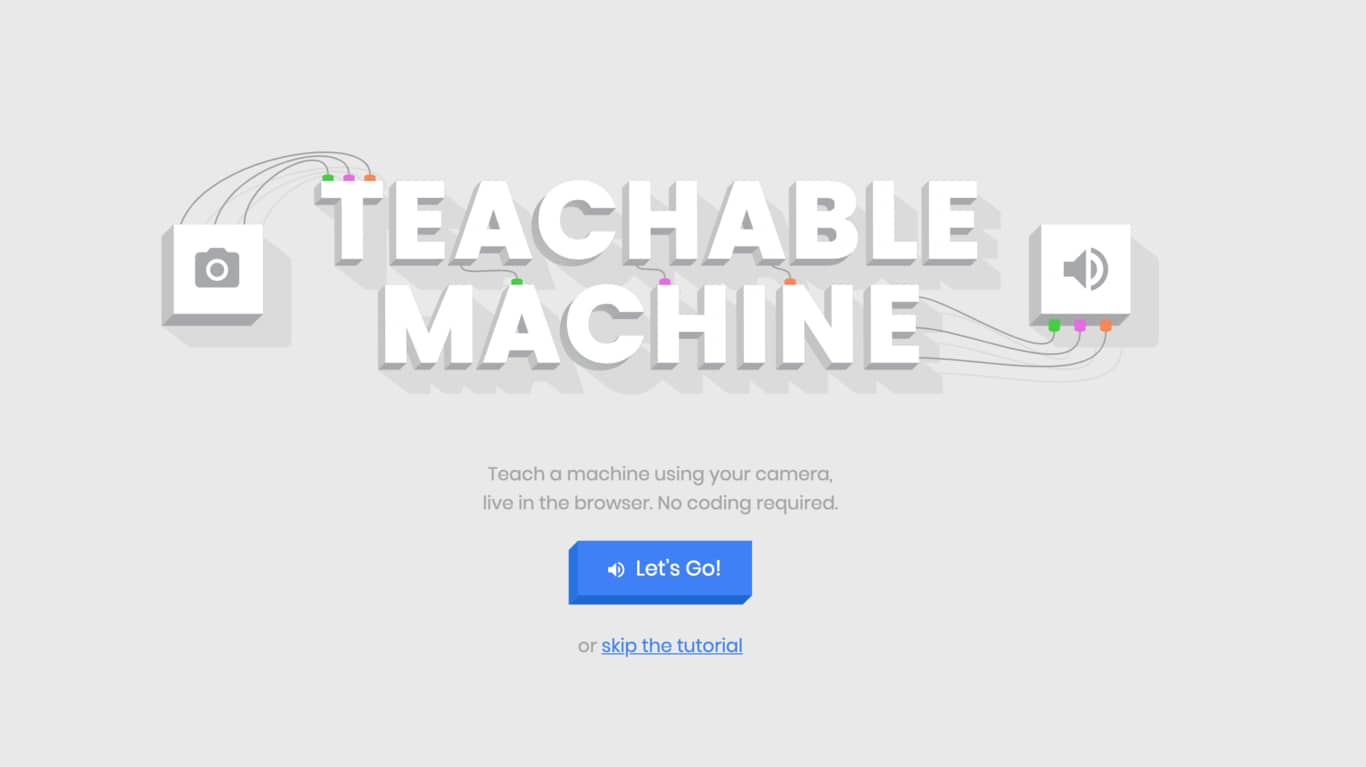 TEACHABLE
MACHINE
Teach a machine using your camera,
live in the browser. No coding required.
Let's Go!
or skip the tutorial